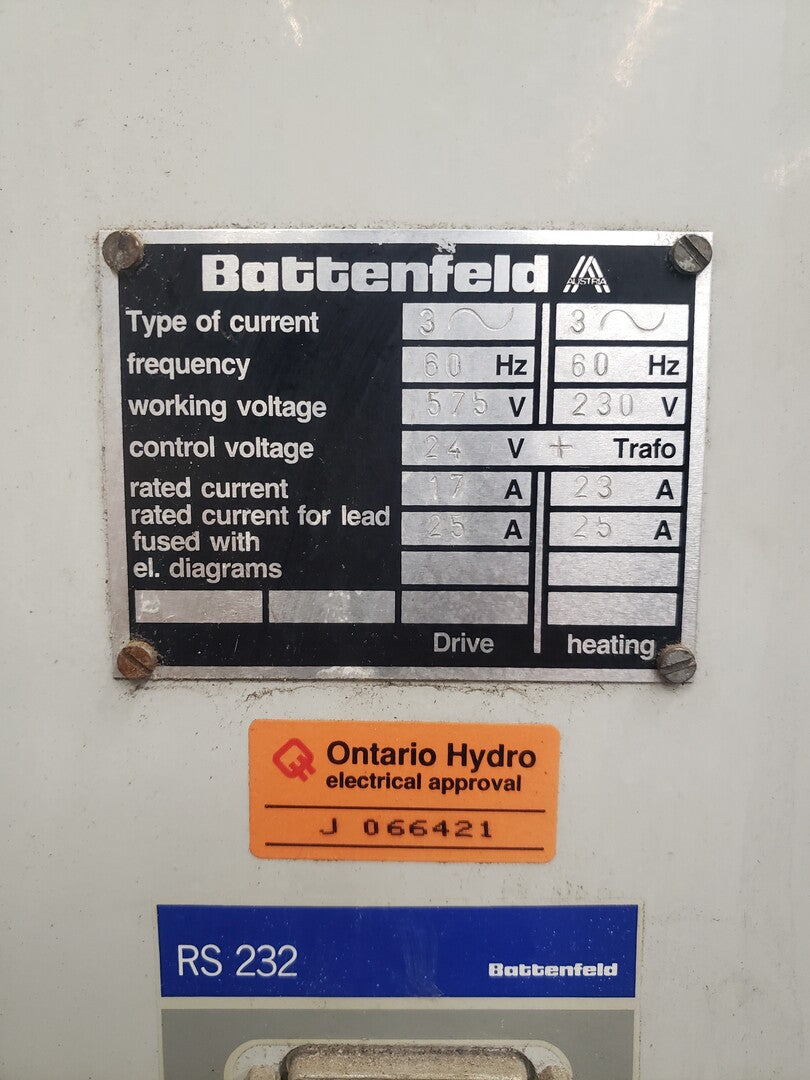 Battenfeld AUSTRIA
Type of current 3 ~ 3 ~
frequency 60 Hz 60 Hz
working voltage 575 V 230 V
control voltage 24 V + Trafo
rated current 17 A 23 A
rated current for lead
fused with 25 A 25 A
el. diagrams
Drive heating
Ontario Hydro
electrical approval
J 066421
RS 232 Battenfeld